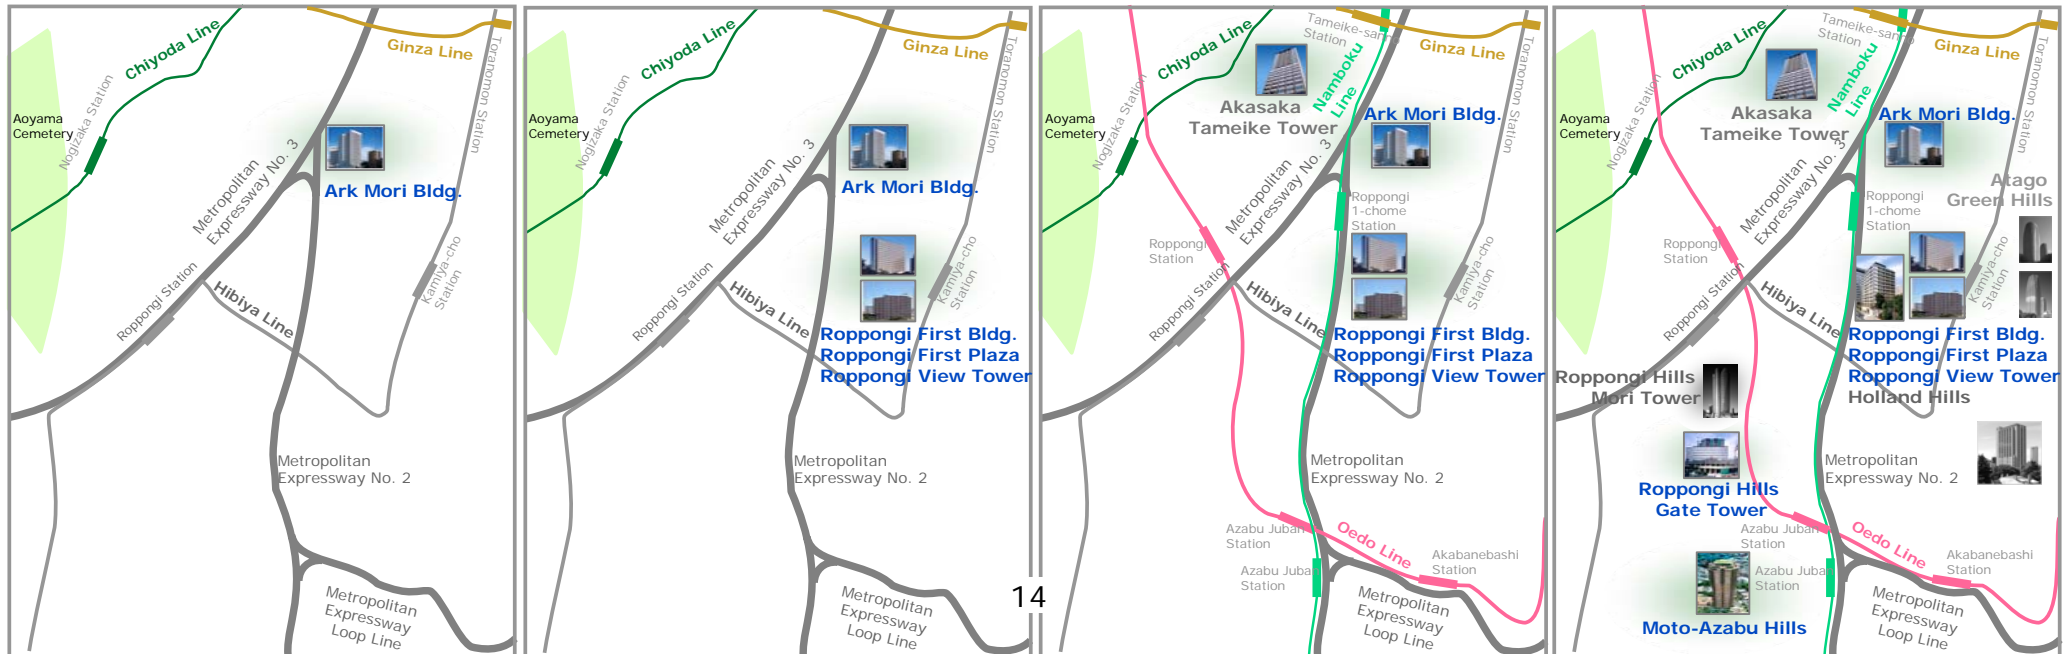 Ginza Line
Chiyoda Line
Toranomon Station
Nogizaka Station
Aoyama
Cemetery
Metropolitan
Expressway No. 3
Ark Mori Bldg.
Kamiya-cho
Station
Roppongi Station
Hibiya Line
Metropolitan
Expressway No. 2
Metropolitan
Expressway
Loop Line
Ginza Line
Chiyoda Line
Toranomon Station
Nogizaka Station
Aoyama
Cemetery
Metropolitan
Expressway No. 3
Ark Mori Bldg.
Kamiya-cho
Station
Roppongi Station
Hibiya Line
Roppongi First Bldg.
Roppongi First Plaza
Roppongi View Tower
Metropolitan
Expressway No. 2
Metropolitan
Expressway
Loop Line
14
Tameike-sanno
Station
Ginza Line
Chiyoda Line
Namboku
Line
Toranomon Station
Nogizaka Station
Akasaka
Tameike Tower
Ark Mori Bldg.
Aoyama
Cemetery
Metropolitan
Expressway No. 3
Roppongi
1-chome
Station
Roppongi
Station
Kamiya-cho
Station
Roppongi Station
Hibiya Line
Roppongi First Bldg.
Roppongi First Plaza
Roppongi View Tower
Metropolitan
Expressway No. 2
Azabu Juban
Station
Oedo Line
Akabanebashi
Station
Azabu Juban
Station
Metropolitan
Expressway
Loop Line
Tameike-sanno
Station
Ginza Line
Chiyoda Line
Namboku
Line
Toranomon Station
Nogizaka Station
Akasaka
Tameike Tower
Ark Mori Bldg.
Aoyama
Cemetery
Metropolitan
Expressway No. 3
Atago
Green Hills
Roppongi
1-chome
Station
Roppongi
Station
Kamiya-cho
Station
Roppongi Station
Hibiya Line
Roppongi First Bldg.
Roppongi First Plaza
Roppongi View Tower
Holland Hills
Roppongi Hills
Mori Tower
Metropolitan
Expressway No. 2
Roppongi Hills
Gate Tower
Azabu Juban
Station
Oedo Line
Akabanebashi
Station
Azabu Juban
Station
Moto-Azabu Hills
Metropolitan
Expressway
Loop Line